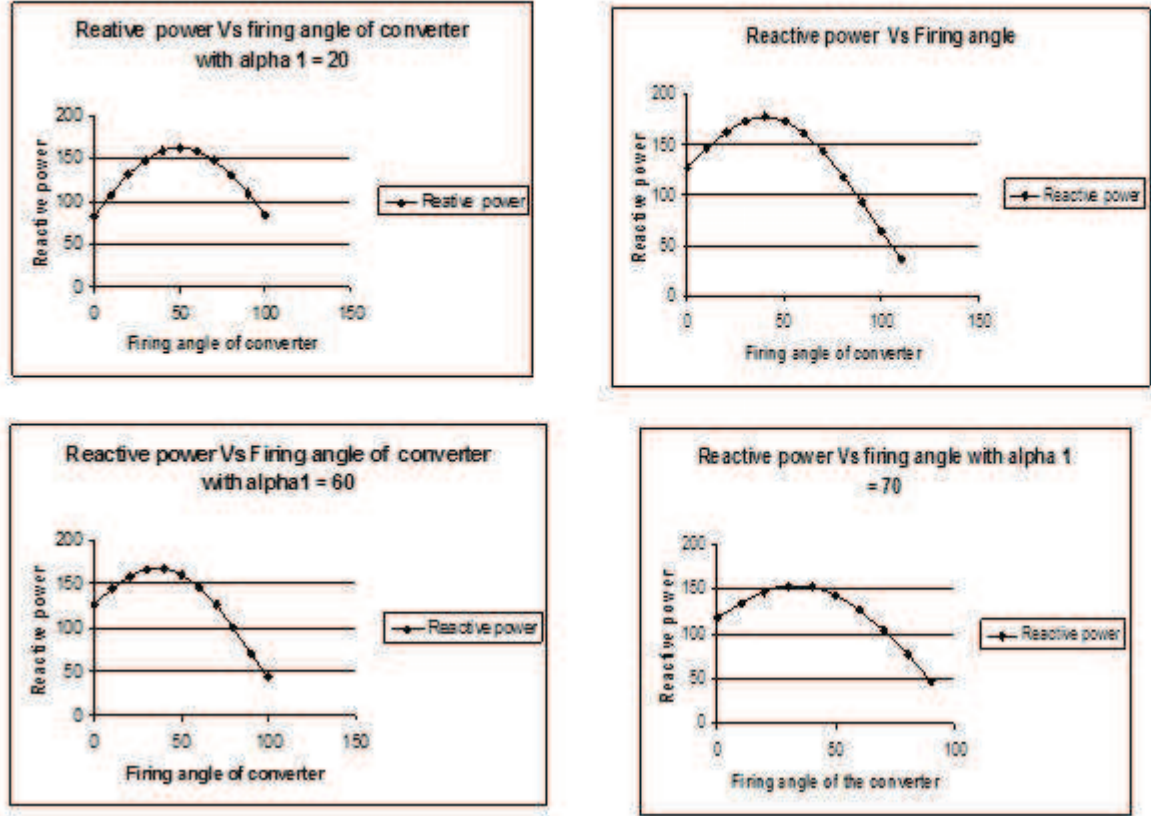 Reative power Vs firing angle of converter
with alpha 1 = 20
200
150
100
50
0
0 50 100 150
Reactive power
Firing angle of converter
Reative power
Reactive power Vs Firing angle
200
150
100
50
0
0 50 100 150
Reactive power
Firing angle of converter
Reactive power
Reactive power Vs Firing angle of converter
with alpha1 = 60
200
150
100
50
0
0 50 100 150
Reactive power
Firing angle of converter
Reactive power
Reactive power Vs firing angle with alpha 1
= 70
200
150
100
50
0
0 50 100
Reactive power
Firing angle of the converter
Reactive power